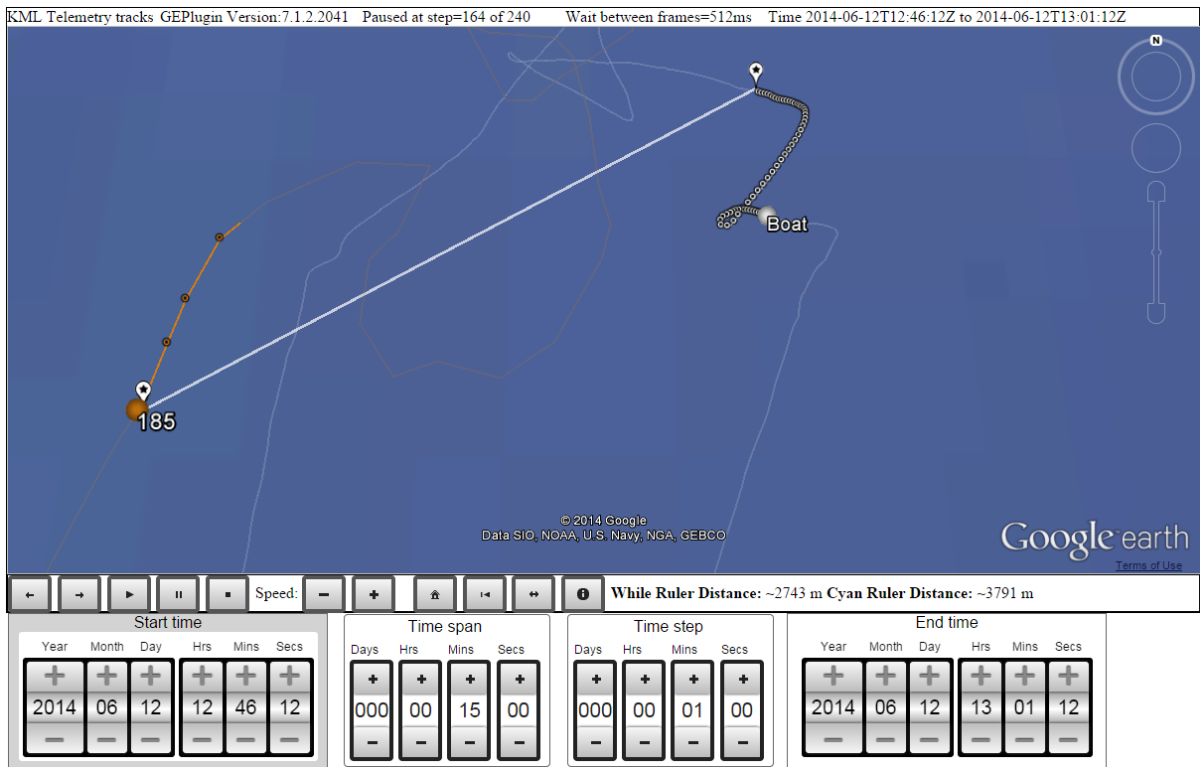 KML Telemetry tracks GEPlugin Version:7.1.2.2041 Paused at step=164 of 240 Wait between frames=512ms Time 2014-06-12T12:46:12Z to 2014-06-12T13:01:12Z
N
Boat
185
© 2014 Google
Data SIO, NOAA, U.S. Navy, NGA, GEBCO
Google earth
Terms of Use
Speed: While Ruler Distance: ~2743 m Cyan Ruler Distance: ~3791 m
Start time
Year Month Day Hrs Mins Secs
2014 06 12 12 46 12
Time span
Days Hrs Mins Secs
000 00 15 00
Time step
Days Hrs Mins Secs
000 00 01 00
End time
Year Month Day Hrs Mins Secs
2014 06 12 13 01 12